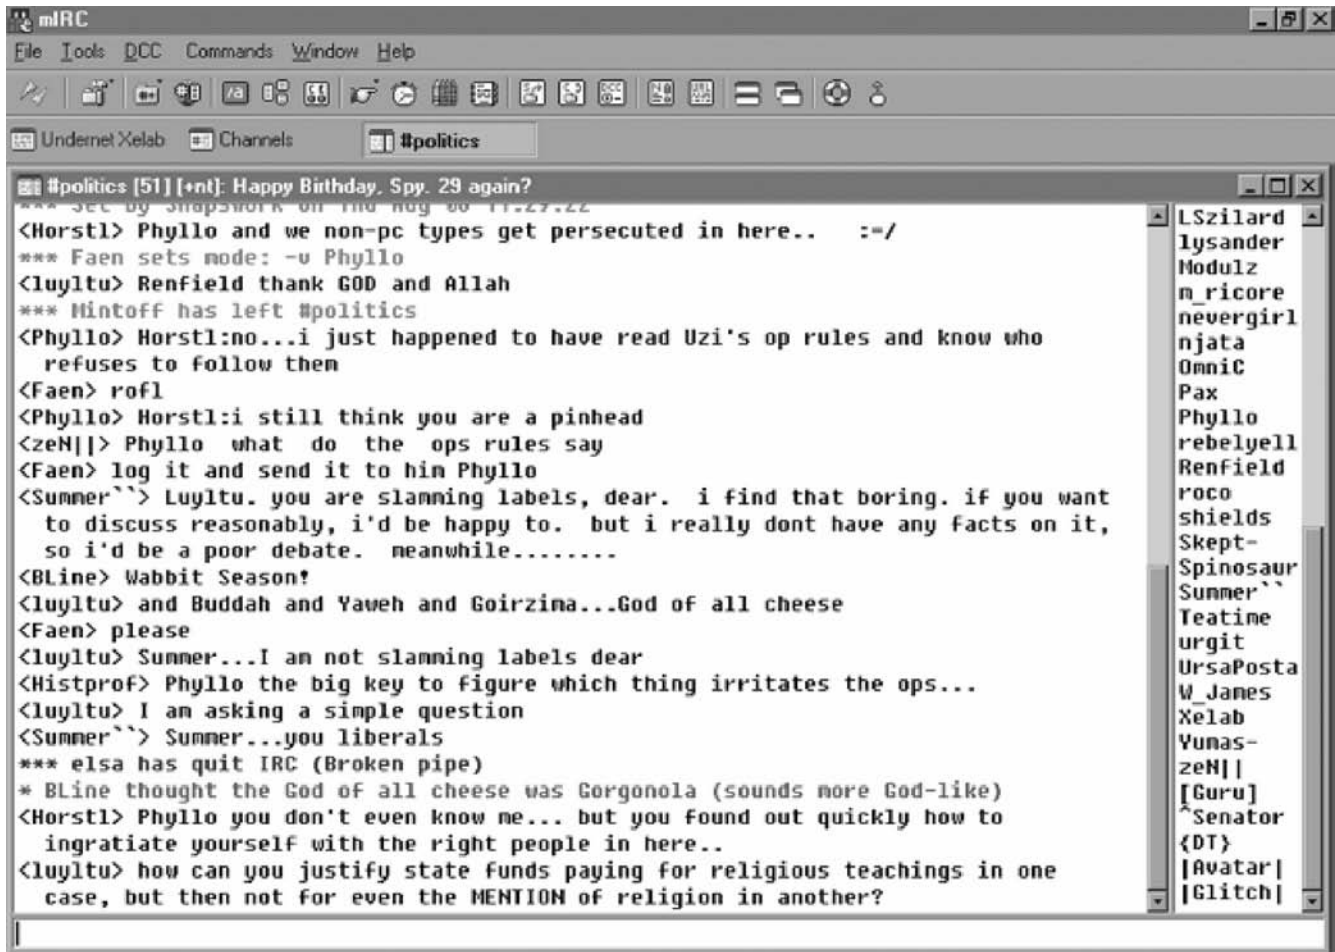 mIRC
File Tools DCC Commands Window Help
Undernet Xelab Channels #politics
#politics [51] [+nt]: Happy Birthday, Spy. 29 again?
<Horstl> Phyllo and we non-pc types get persecuted in here.. :=/
*** Faen sets mode: -v Phyllo
<luyltu> Renfield thank GOD and Allah
*** Mintoff has left #politics
<Phyllo> Horstl:no...i just happened to have read Uzi's op rules and know who
refuses to follow them
<Faen> rofl
<Phyllo> Horstl:i still think you are a pinhead
<zeN||> Phyllo what do the ops rules say
<Faen> log it and send it to him Phyllo
<Summer``> Luyltu. you are slamming labels, dear. i find that boring. if you want
to discuss reasonably, i'd be happy to. but i really dont have any facts on it,
so i'd be a poor debate. meanwhile........
<BLine> Wabbit Season!
<luyltu> and Buddah and Yaweh and Goirzima...God of all cheese
<Faen> please
<luyltu> Summer...I am not slamming labels dear
<Histprof> Phyllo the big key to figure which thing irritates the ops...
<luyltu> I am asking a simple question
<Summer``> Summer...you liberals
*** elsa has quit IRC (Broken pipe)
* BLine thought the God of all cheese was Gorgonola (sounds more God-like)
<Horstl> Phyllo you don't even know me... but you found out quickly how to
ingratiate yourself with the right people in here..
<luyltu> how can you justify state funds paying for religious teachings in one
case, but then not for even the MENTION of religion in another?
LSzilard
lysander
Modulz
m_ricore
nevergirl
njata
OmniC
Pax
Phyllo
rebelyell
Renfield
roco
shields
Skept-
Spinosaur
Summer``
Teatime
urgit
UrsaPosta
W_James
Xelab
Yumas-
zeN||
[Guru]
^Senator
{DT}
|Avatar|
|Glitch|